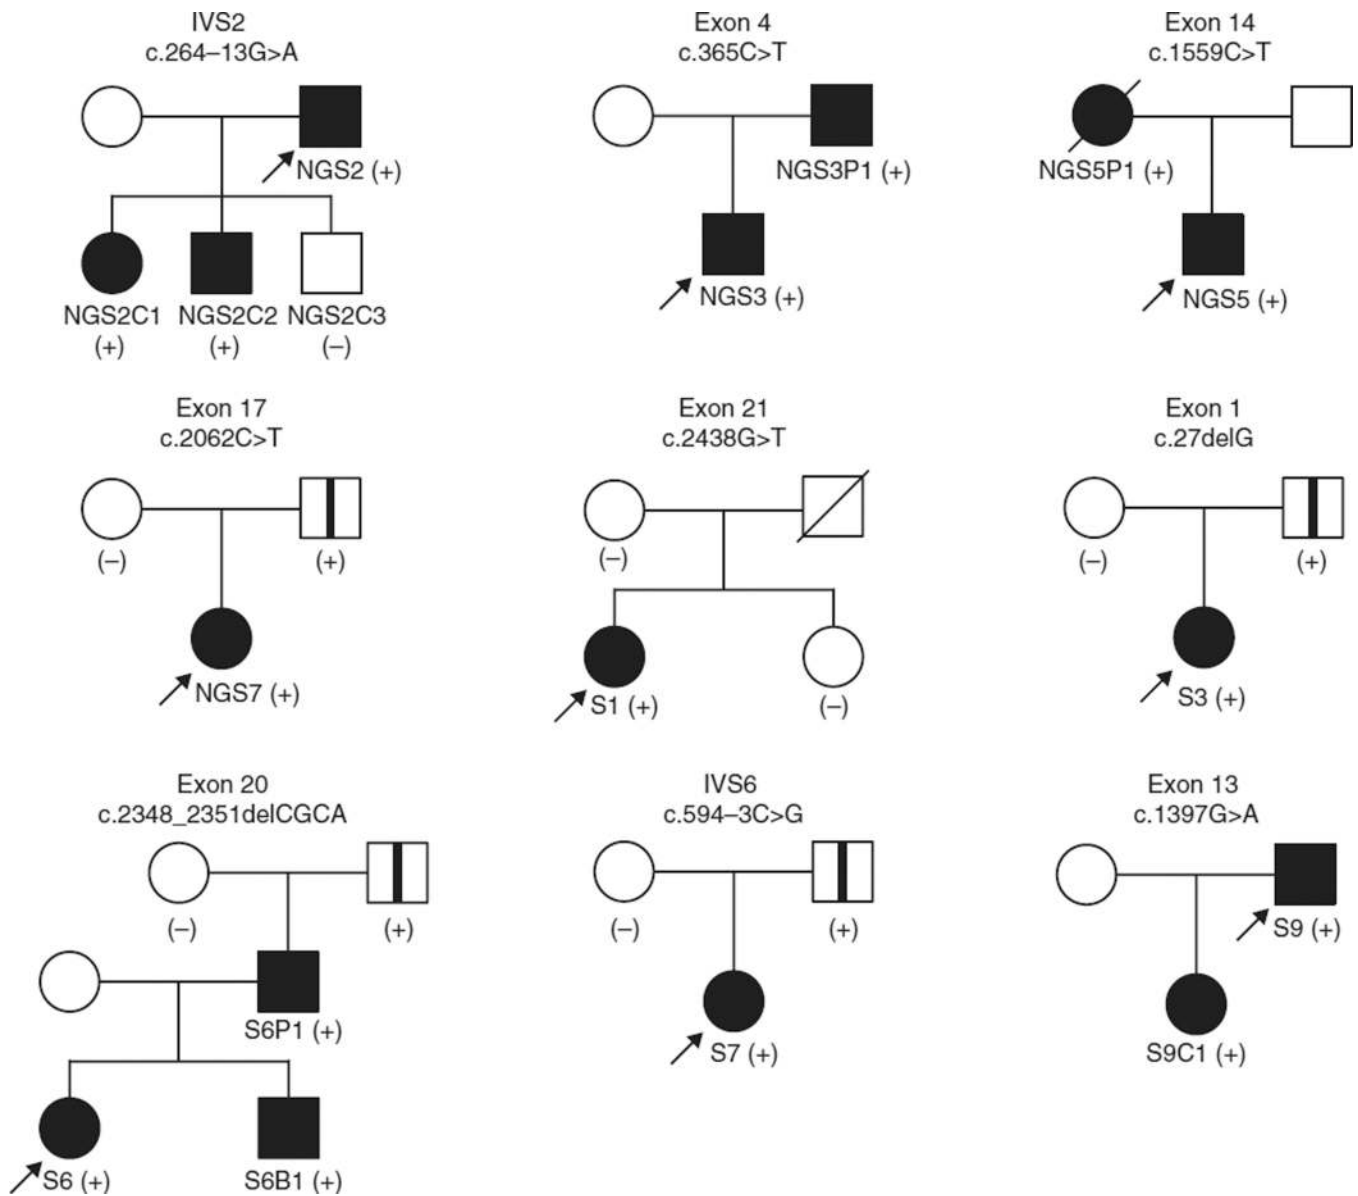 IVS2
c.264–13G>A
NGS2 (+)
NGS2C1 NGS2C2 NGS2C3
(+) (+) (–)
Exon 4
c.365C>T
NGS3P1 (+)
NGS3 (+)
Exon 14
c.1559C>T
NGS5P1 (+)
NGS5 (+)
Exon 17
c.2062C>T
(–) (+)
NGS7 (+)
Exon 21
c.2438G>T
(–)
S1 (+) (–)
Exon 1
c.27delG
(–) (+)
S3 (+)
Exon 20
c.2348_2351delCGCA
(–) (+)
S6P1 (+)
S6 (+) S6B1 (+)
IVS6
c.594–3C>G
(–) (+)
S7 (+)
Exon 13
c.1397G>A
S9 (+)
S9C1 (+)